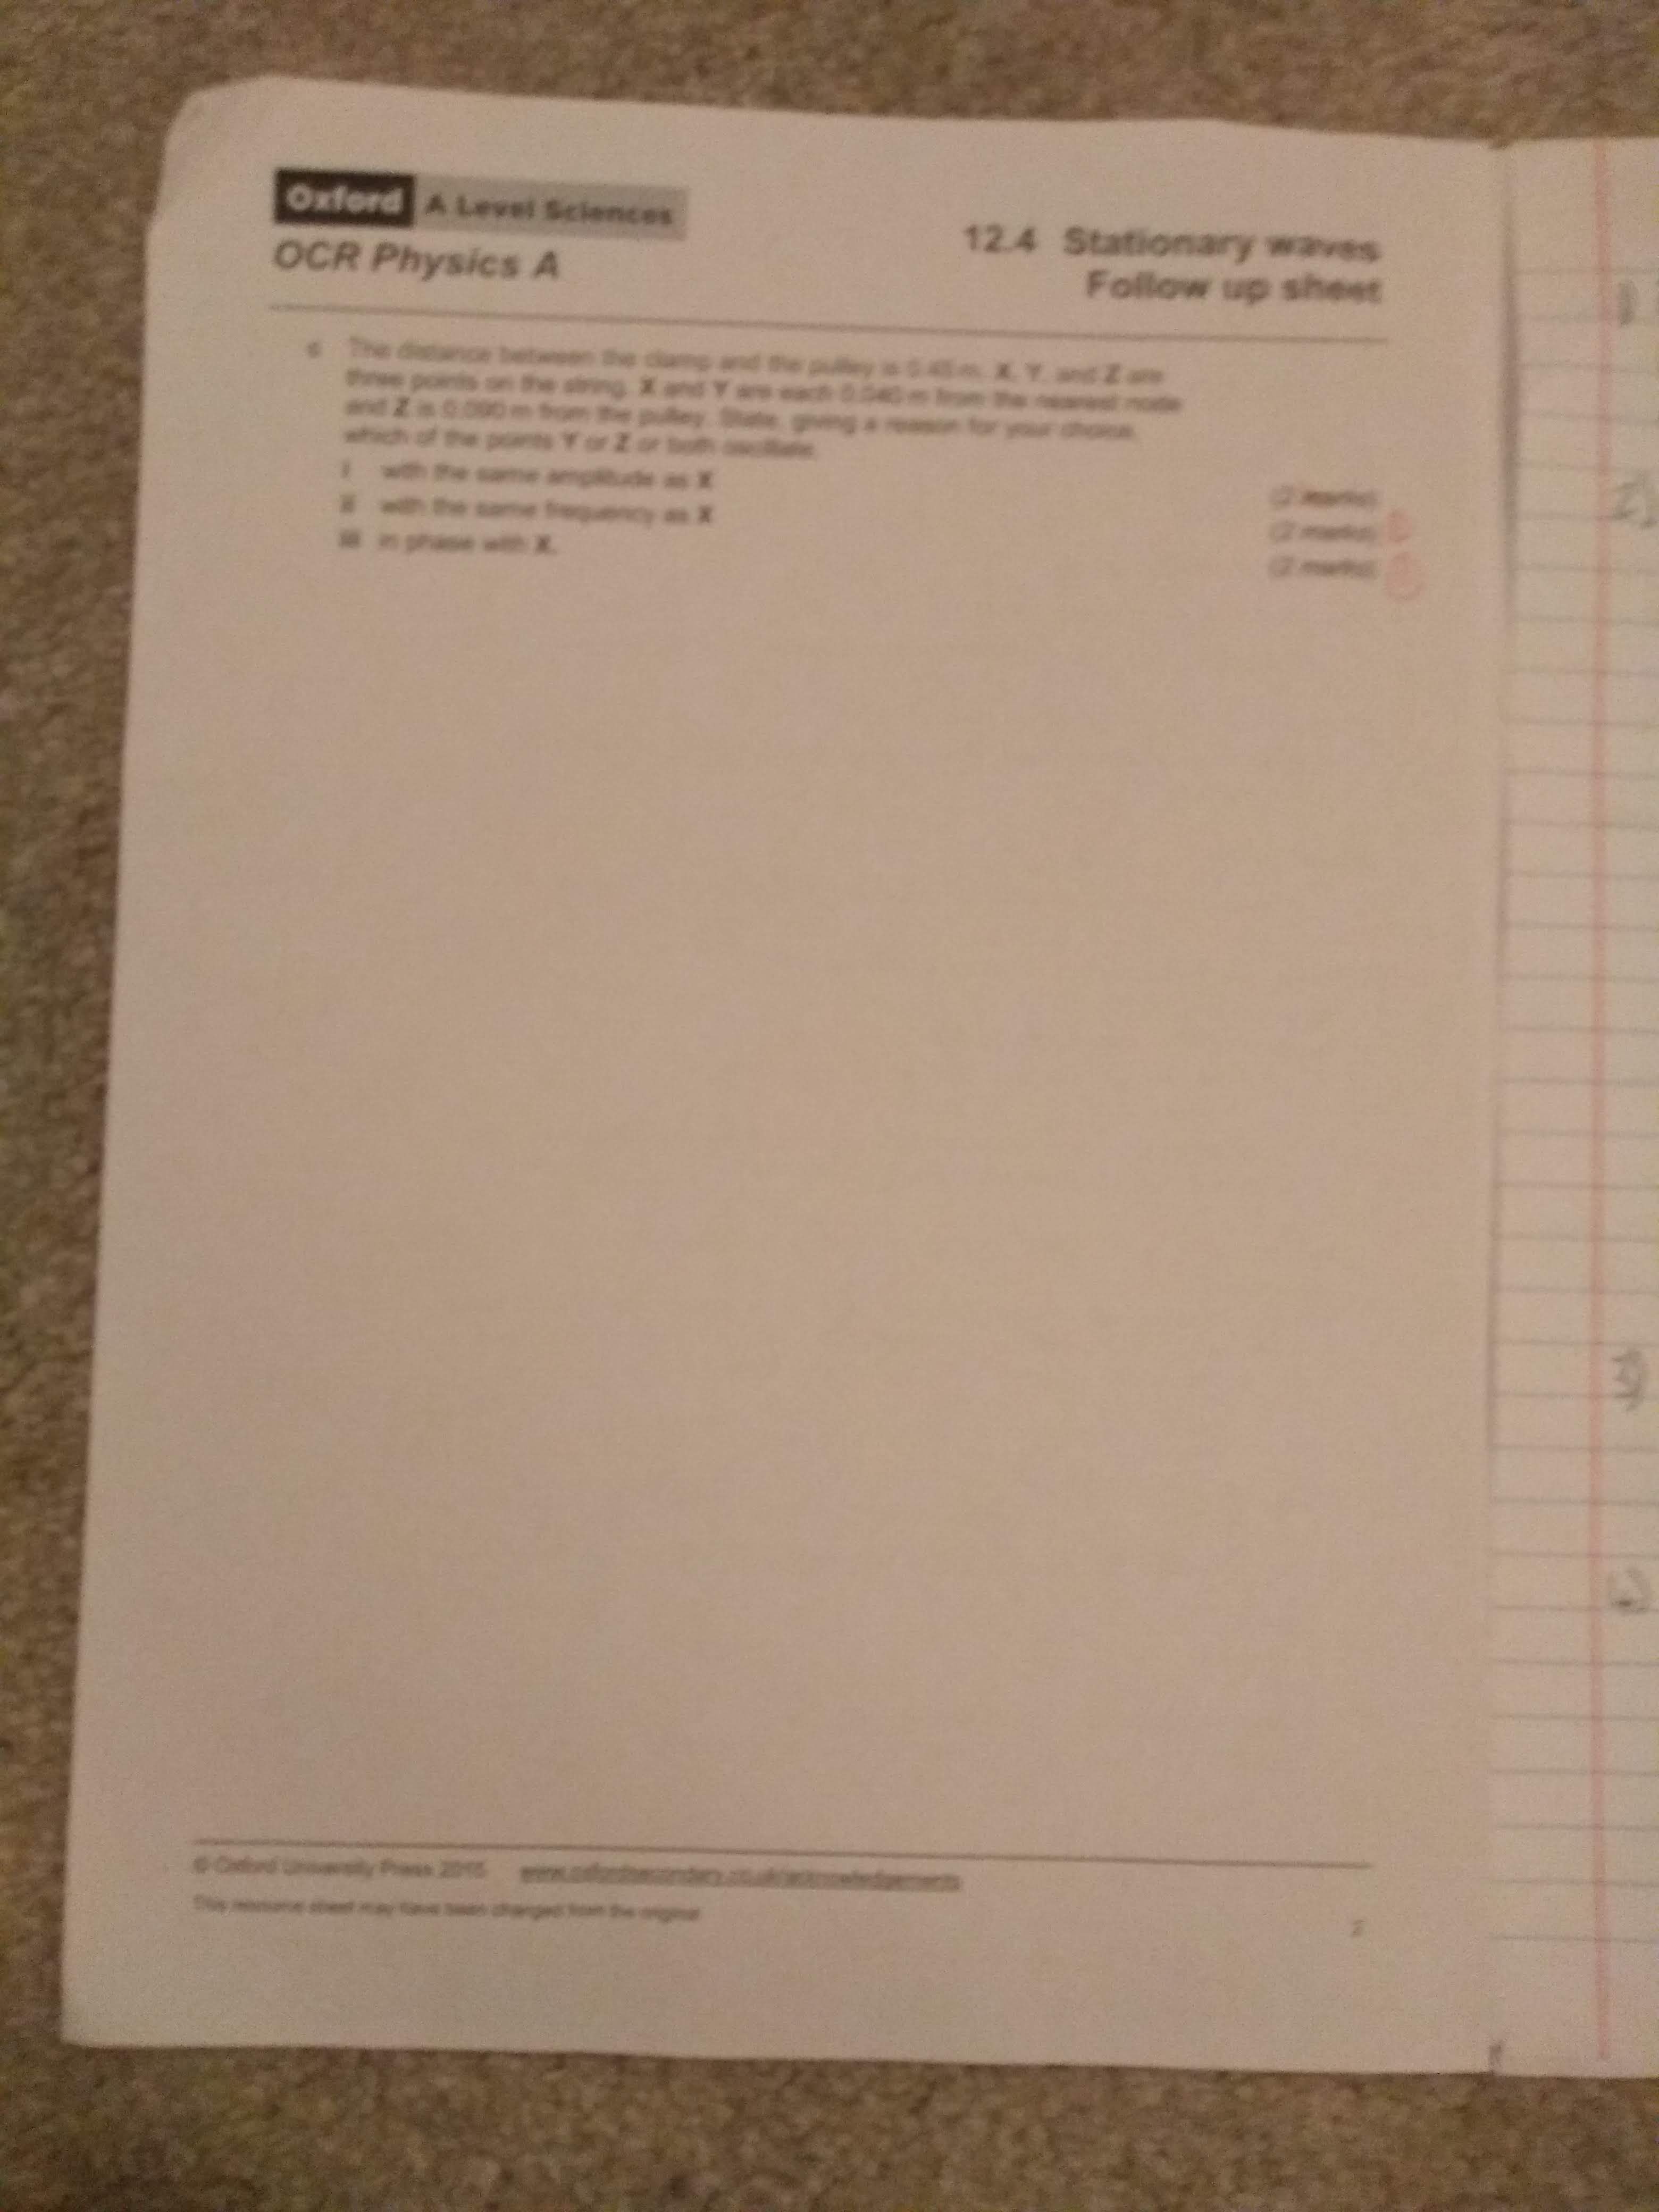 Oxford A Level Sciences
OCR Physics A
12.4 Stationary waves
Follow up sheet
c The distance between the clamp and the pulley is 0.45 m. X, Y, and Z are
three points on the string. X and Y are each 0.040 m from the nearest node
and Z is 0.090 m from the pulley. State, giving a reason for your choice,
which of the points Y or Z or both oscillate
i with the same amplitude as X
(2 marks)
ii with the same frequency as X
(2 marks)
iii in phase with X.
(2 marks)
2)
3)
© Oxford University Press 2015 www.oxfordsecondary.co.uk/acknowledgements
This resource sheet may have been changed from the original
2